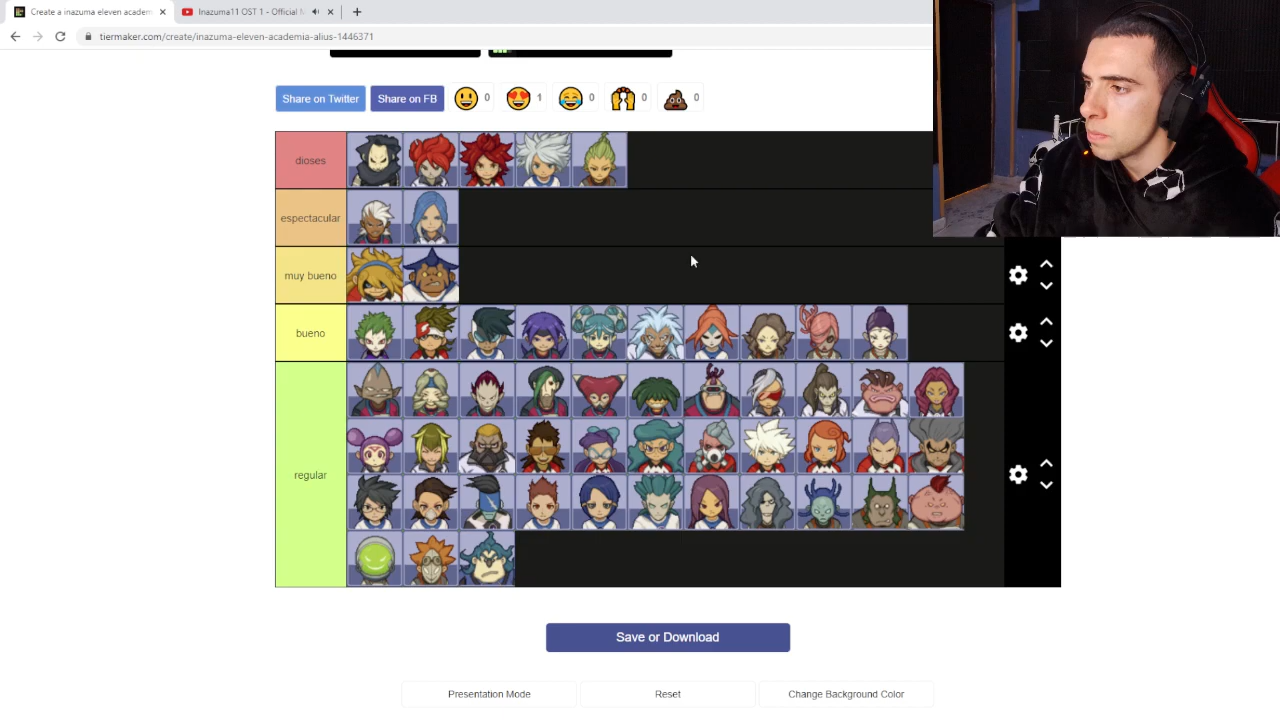 Create a inazuma eleven academ
Inazuma11 OST 1 - Official M
tiermaker.com/create/inazuma-eleven-academia-alius-1446371
Share on Twitter
Share on FB
0
1
0
0
0
dioses
espectacular
muy bueno
bueno
regular
Save or Download
Presentation Mode
Reset
Change Background Color